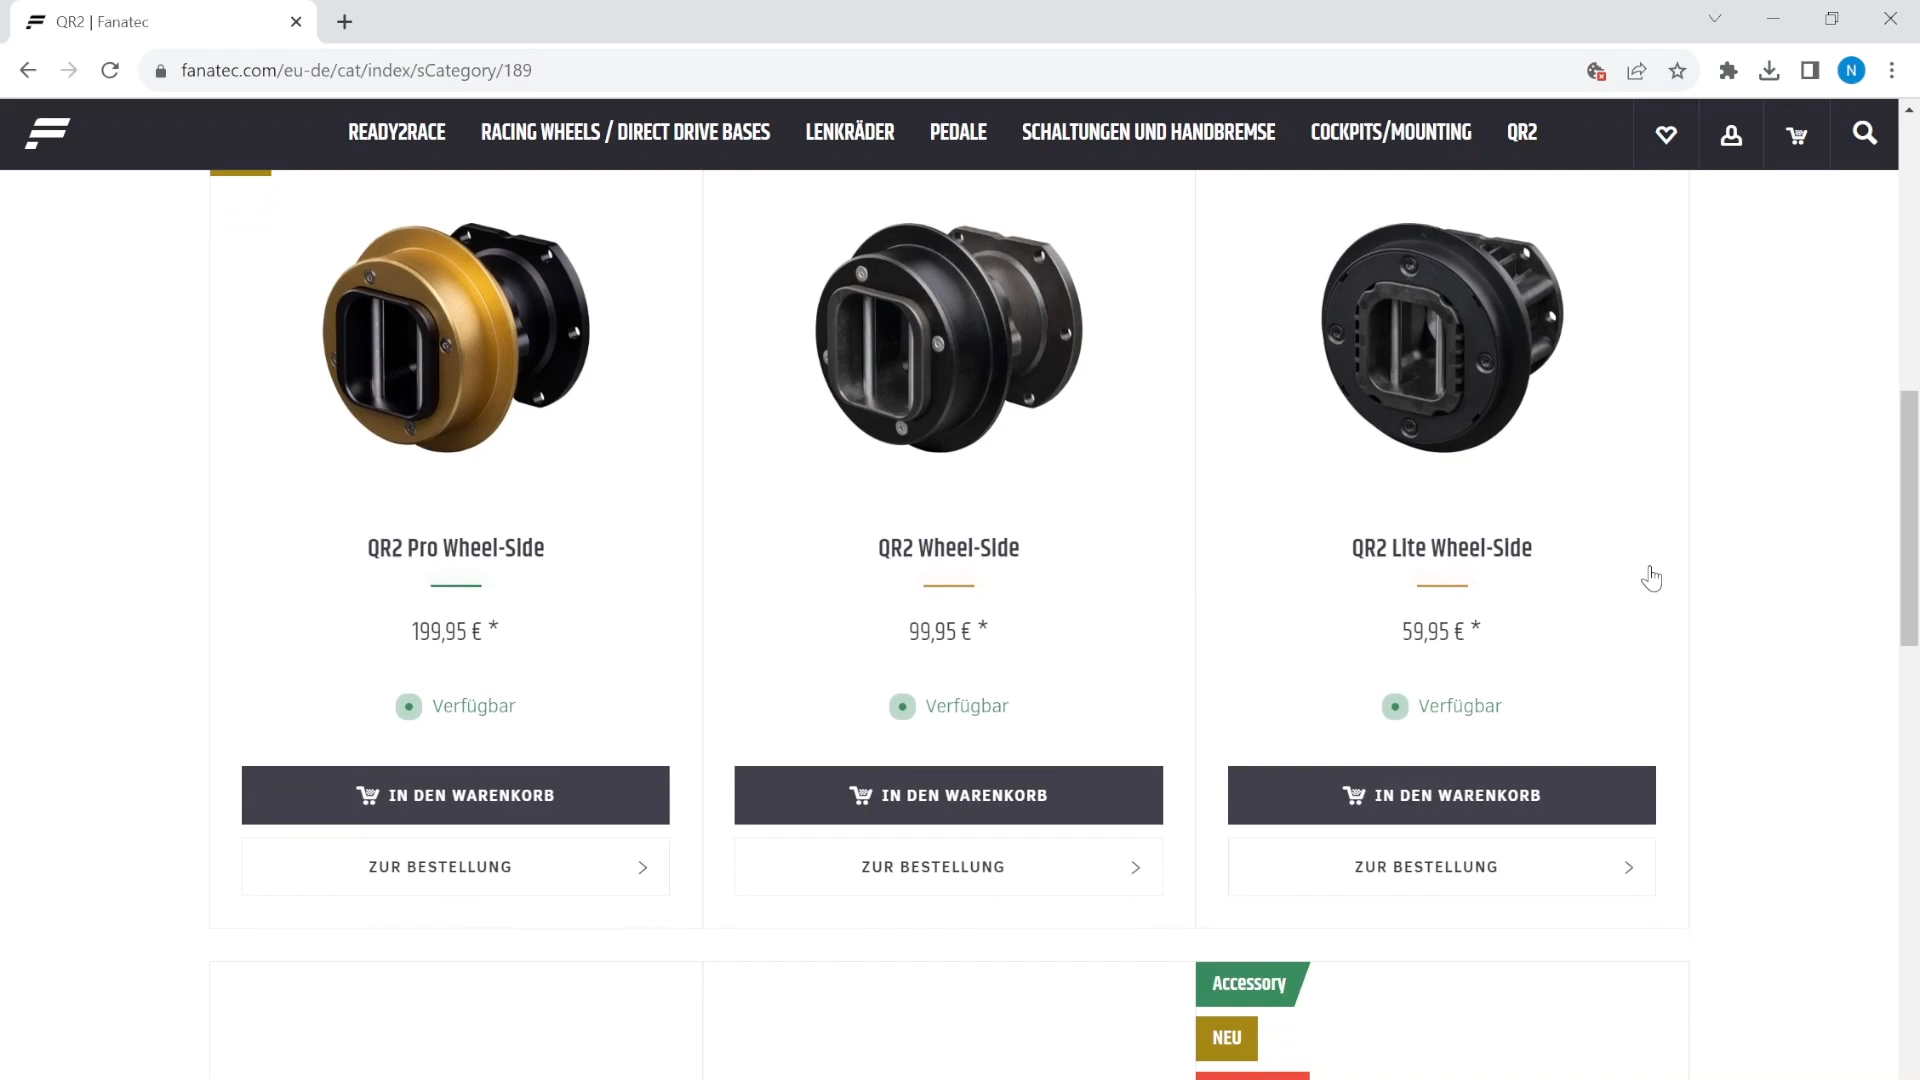 QR2 | Fanatec
fanatec.com/eu-de/cat/index/sCategory/189
N
READY2RACE
RACING WHEELS / DIRECT DRIVE BASES
LENKRÄDER
PEDALE
SCHALTUNGEN UND HANDBREMSE
COCKPITS/MOUNTING
QR2
QR2 Pro Wheel-Side
199,95 € *
Verfügbar
IN DEN WARENKORB
ZUR BESTELLUNG
QR2 Wheel-Side
99,95 € *
Verfügbar
IN DEN WARENKORB
ZUR BESTELLUNG
QR2 Lite Wheel-Side
59,95 € *
Verfügbar
IN DEN WARENKORB
ZUR BESTELLUNG
Accessory
NEU